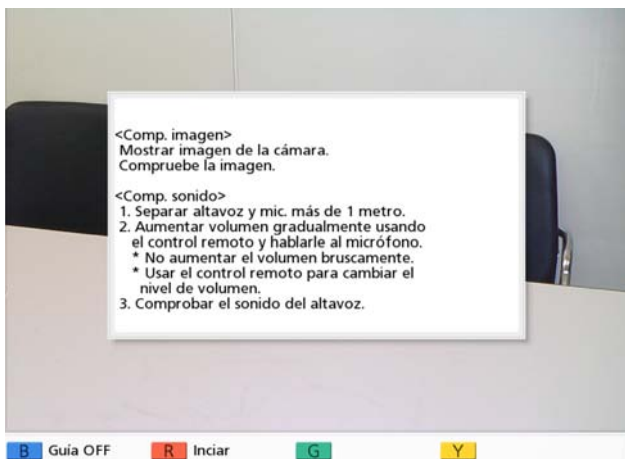 <Comp. imagen>
Mostrar imagen de la cámara.
Compruebe la imagen.
<Comp. sonido>
1. Separar altavoz y mic. más de 1 metro.
2. Aumentar volumen gradualmente usando
el control remoto y hablarle al micrófono.
* No aumentar el volumen bruscamente.
* Usar el control remoto para cambiar el
nivel de volumen.
3. Comprobar el sonido del altavoz.
B Guía OFF R Inciar G Y